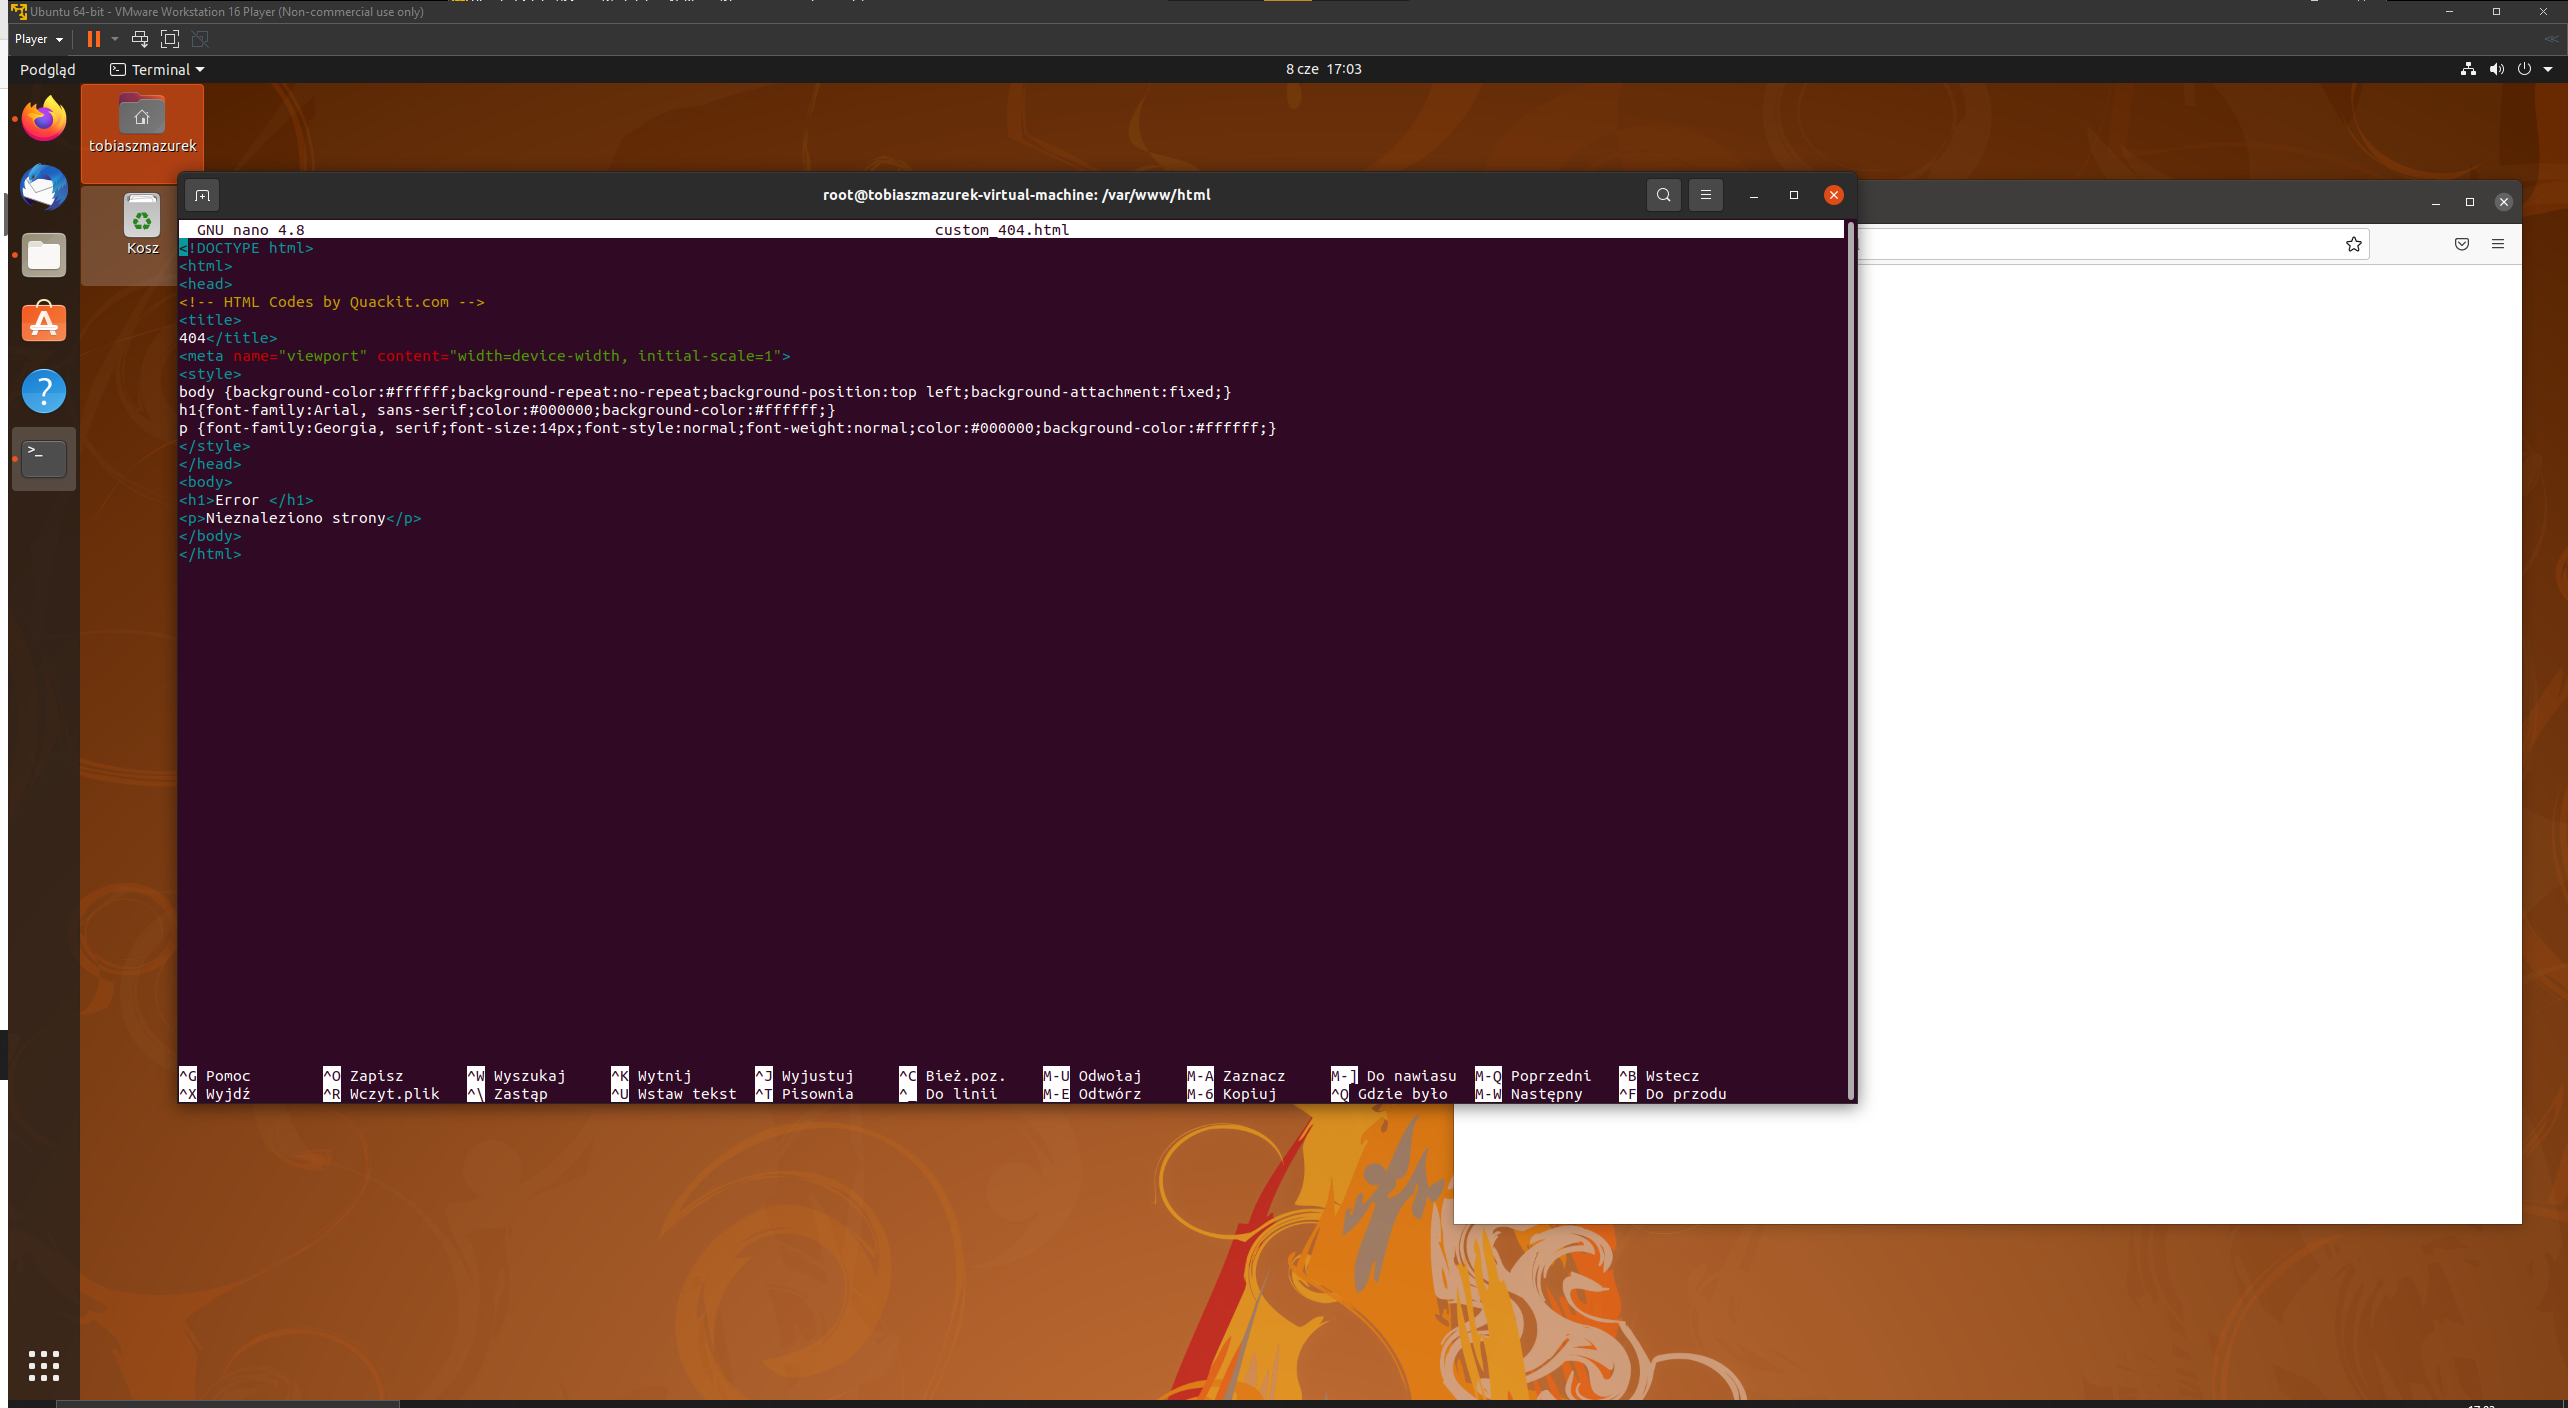 Ubuntu 64-bit - VMware Workstation 16 Player (Non-commercial use only)
Player
Podgląd Terminal 8 cze 17:03
tobiaszmazurek
Kosz
root@tobiaszmazurek-virtual-machine: /var/www/html
GNU nano 4.8 custom_404.html
<!DOCTYPE html>
<html>
<head>
<!-- HTML Codes by Quackit.com -->
<title>
404</title>
<meta name="viewport" content="width=device-width, initial-scale=1">
<style>
body {background-color:#ffffff;background-repeat:no-repeat;background-position:top left;background-attachment:fixed;}
h1{font-family:Arial, sans-serif;color:#000000;background-color:#ffffff;}
p {font-family:Georgia, serif;font-size:14px;font-style:normal;font-weight:normal;color:#000000;background-color:#ffffff;}
</style>
</head>
<body>
<h1>Error </h1>
<p>Nieznaleziono strony</p>
</body>
</html>
^G Pomoc ^O Zapisz ^W Wyszukaj ^K Wytnij ^J Wyjustuj ^C Bież.poz. M-U Odwołaj M-A Zaznacz M-] Do nawiasu M-Q Poprzedni ^B Wstecz
^X Wyjdź ^R Wczyt.plik ^\ Zastąp ^U Wstaw tekst ^T Pisownia ^_ Do linii M-E Odtwórz M-6 Kopiuj ^Q Gdzie było M-W Następny ^F Do przodu